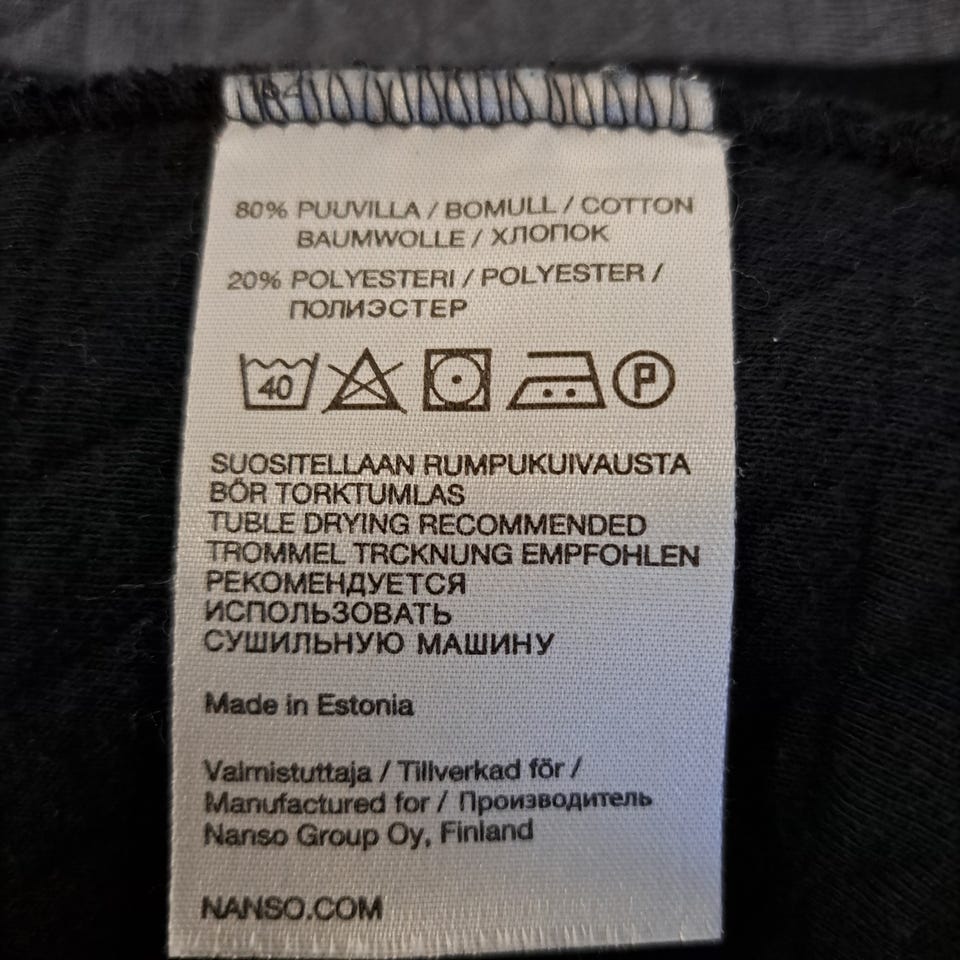 80% PUUVILLA / BOMULL / COTTON
BAUMWOLLE / ХЛОПОК
20% POLYESTERI / POLYESTER /
ПОЛИЭСТЕР
40 P
SUOSITELLAAN RUMPUKUIVAUSTA
BÖR TORKTUMLAS
TUBLE DRYING RECOMMENDED
TROMMEL TRCKNUNG EMPFOHLEN
РЕКОМЕНДУЕТСЯ
ИСПОЛЬЗОВАТЬ
СУШИЛЬНУЮ МАШИНУ
Made in Estonia
Valmistuttaja / Tillverkad för /
Manufactured for / Производитель
Nanso Group Oy, Finland
NANSO.COM